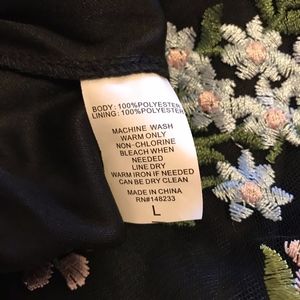 BODY: 100%POLYESTER
LINING: 100%POLYESTER
MACHINE WASH
WARM ONLY
NON-CHLORINE
BLEACH WHEN
NEEDED
LINE DRY
WARM IRON IF NEEDED
CAN BE DRY CLEAN
MADE IN CHINA
RN#148233
L